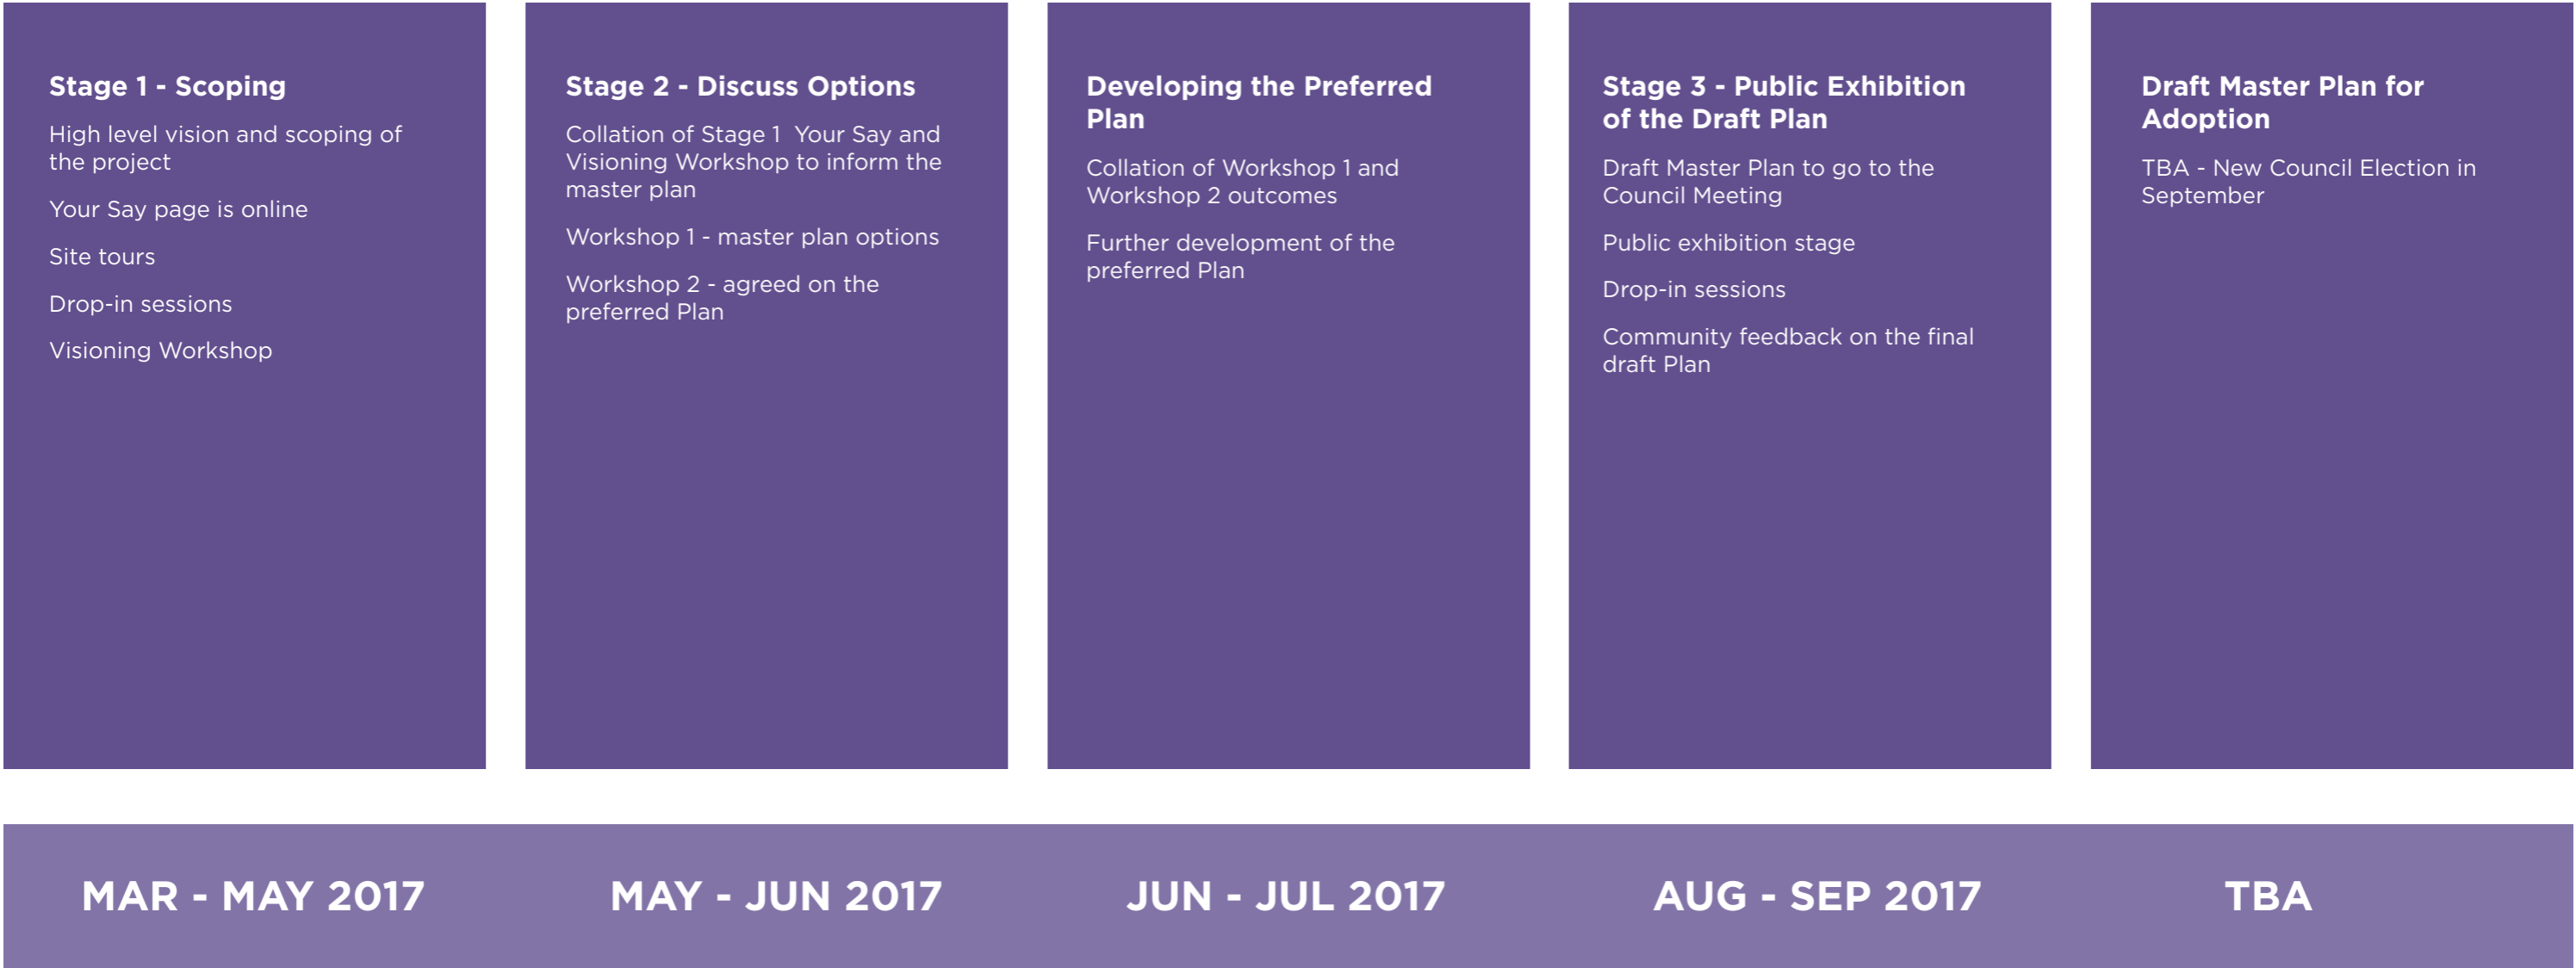 Stage 1 - Scoping
High level vision and scoping of
the project
Your Say page is online
Site tours
Drop-in sessions
Visioning Workshop
Stage 2 - Discuss Options
Collation of Stage 1  Your Say and
Visioning Workshop to inform the
master plan
Workshop 1 - master plan options
Workshop 2 - agreed on the
preferred Plan
Developing the Preferred
Plan
Collation of Workshop 1 and
Workshop 2 outcomes
Further development of the
preferred Plan
Stage 3 - Public Exhibition
of the Draft Plan
Draft Master Plan to go to the
Council Meeting
Public exhibition stage
Drop-in sessions
Community feedback on the final
draft Plan
Draft Master Plan for
Adoption
TBA - New Council Election in
September
MAR - MAY 2017
MAY - JUN 2017
JUN - JUL 2017
AUG - SEP 2017
TBA